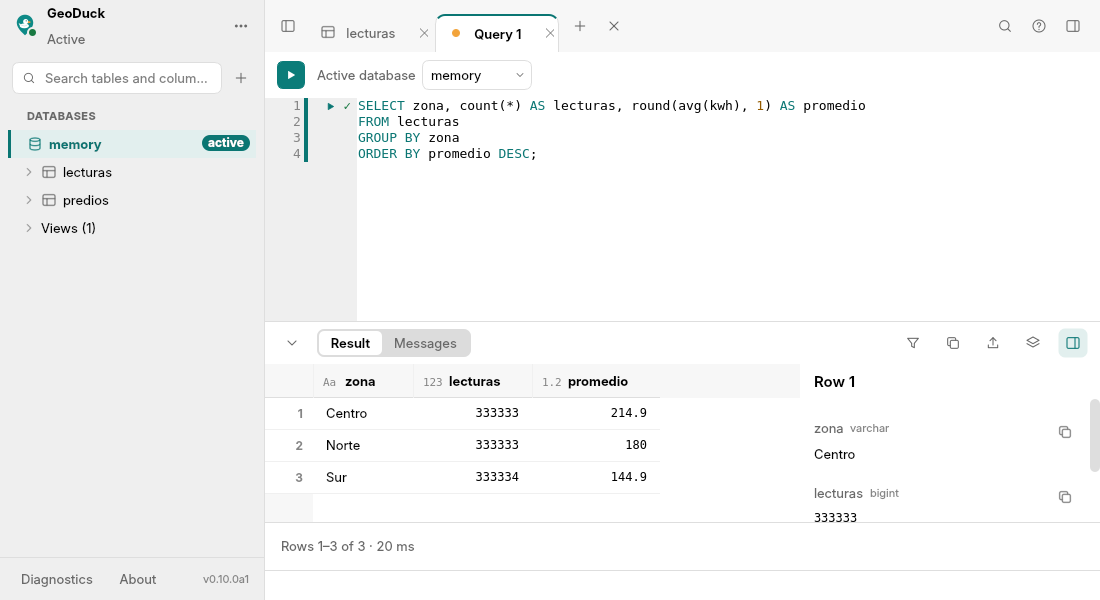 GeoDuck
Active
Search tables and colum...
DATABASES
memory
active
lecturas
predios
Views (1)
Diagnostics
About
v0.10.0a1
lecturas
Query 1
Active database
memory
1 SELECT zona, count(*) AS lecturas, round(avg(kwh), 1) AS promedio
2 FROM lecturas
3 GROUP BY zona
4 ORDER BY promedio DESC;
Result
Messages
Aa zona 123 lecturas 1.2 promedio
1 Centro 333333 214.9
2 Norte 333333 180
3 Sur 333334 144.9
Row 1
zona varchar
Centro
lecturas bigint
333333
Rows 1–3 of 3 · 20 ms